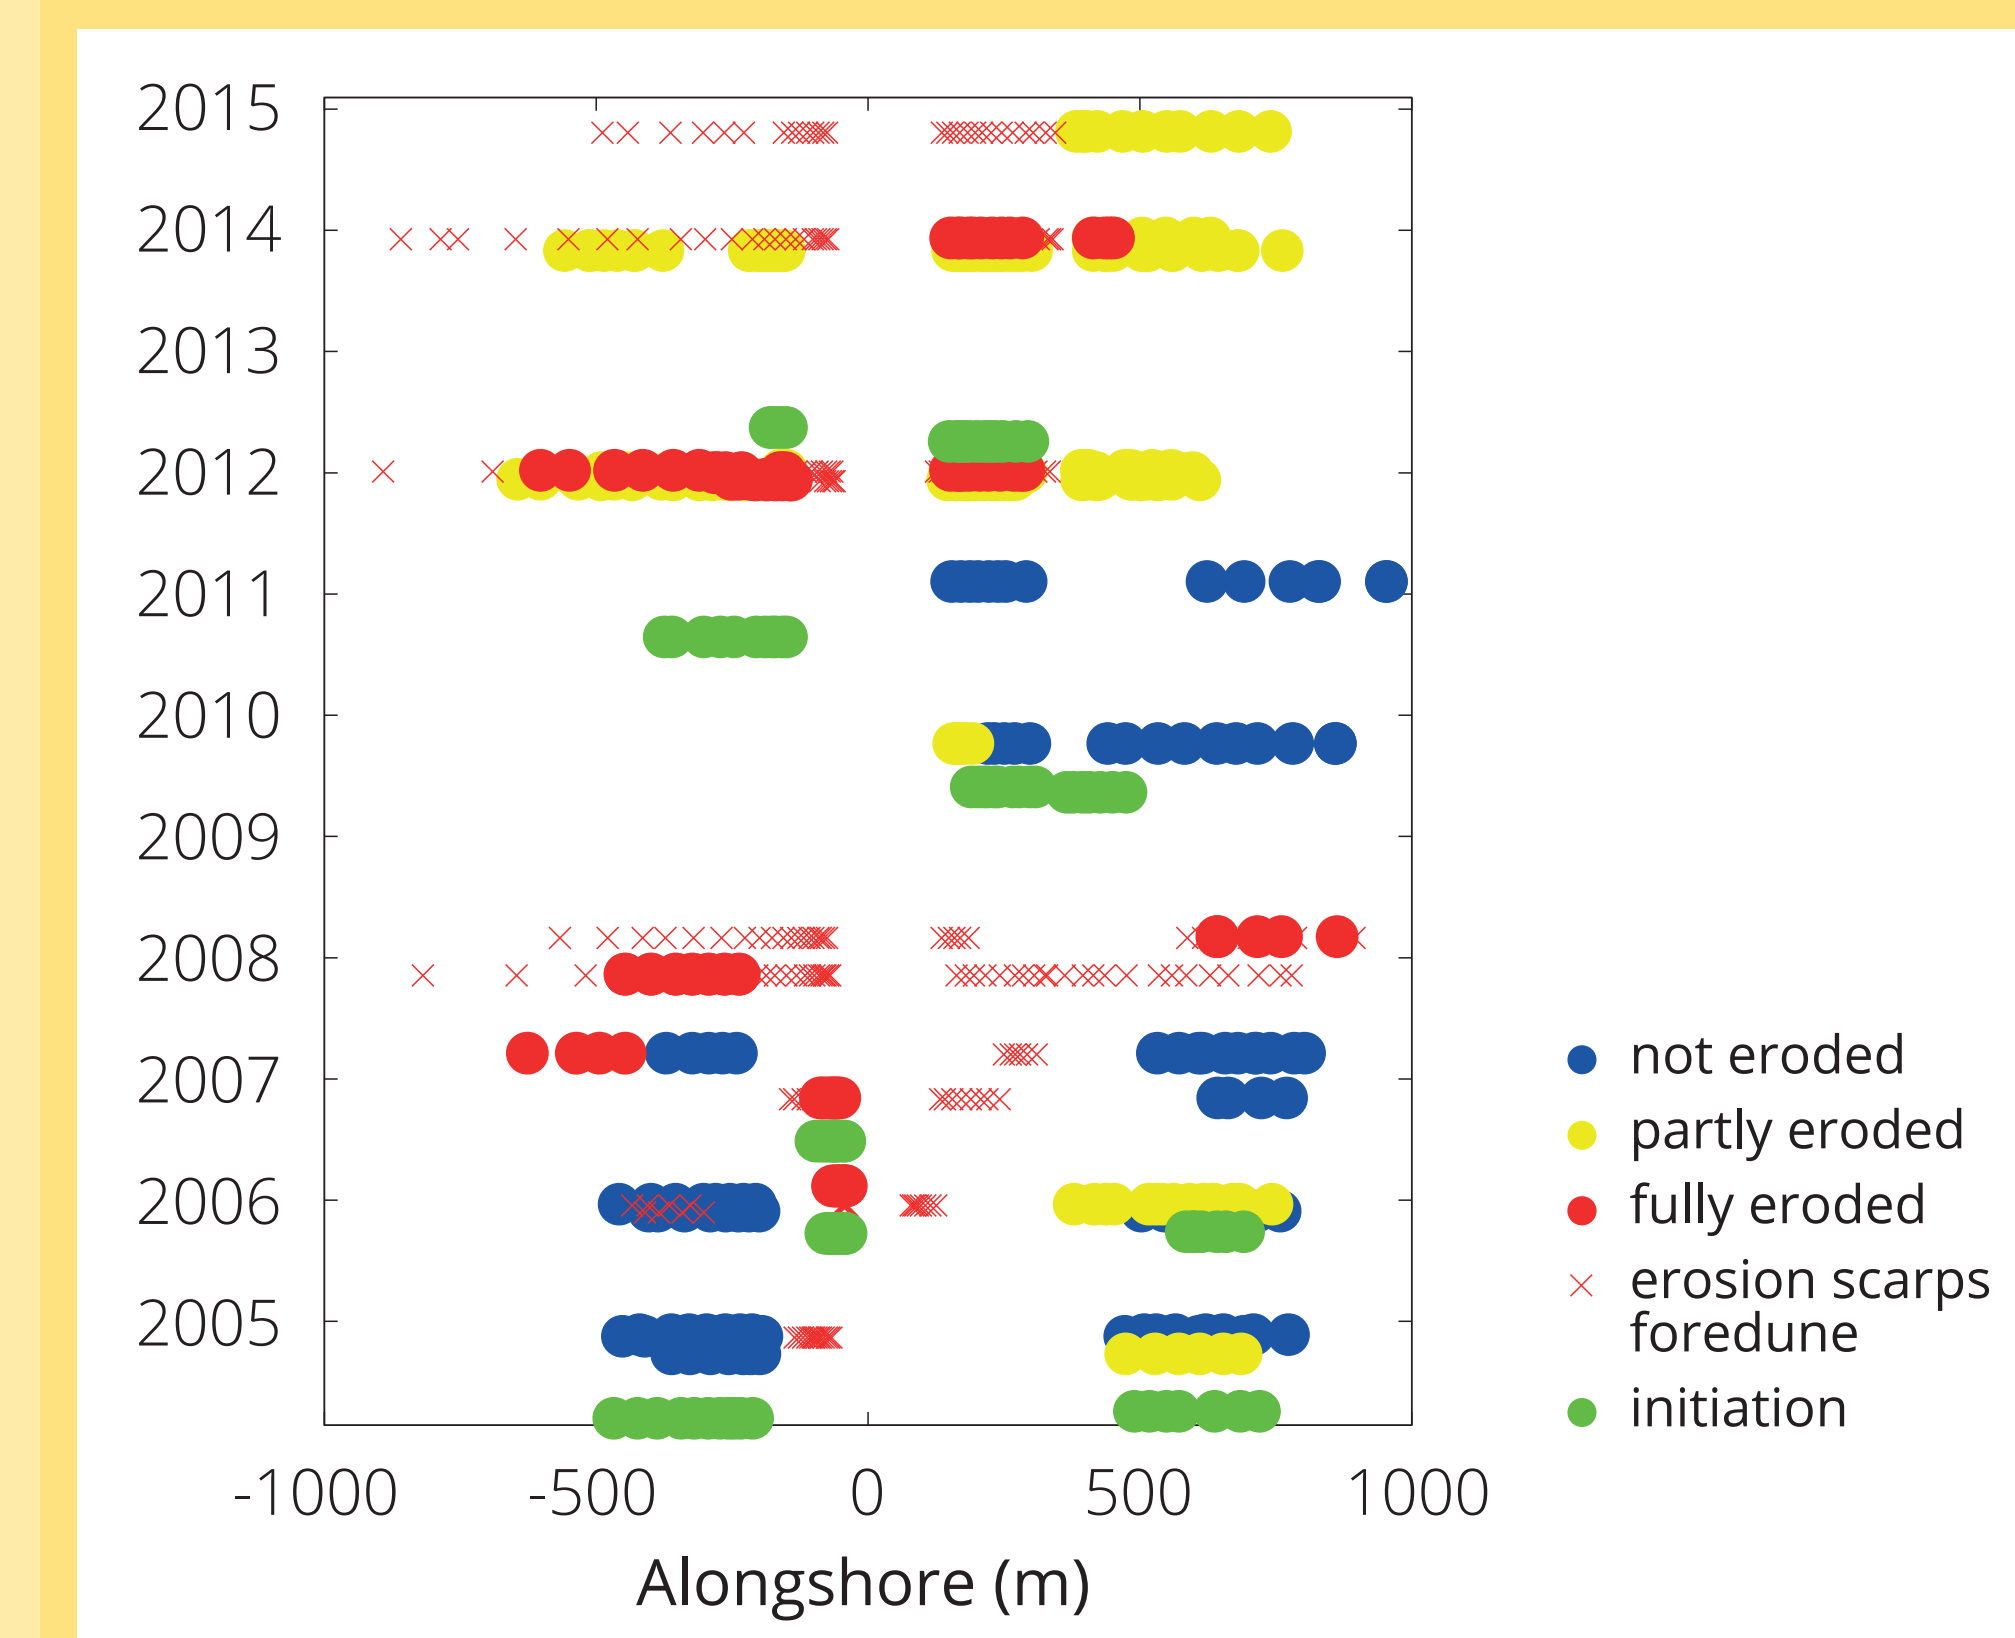 2015
2014
2013
2012
2011
2010
2009
2008
2007
2006
2005
-1000 -500 0 500 1000
Alongshore (m)
not eroded
partly eroded
fully eroded
erosion scarps
foredune
initiation